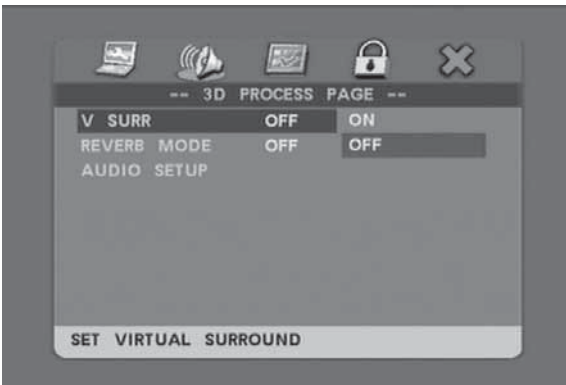 -- 3D PROCESS PAGE --
V SURR OFF ON
REVERB MODE OFF OFF
AUDIO SETUP
SET VIRTUAL SURROUND